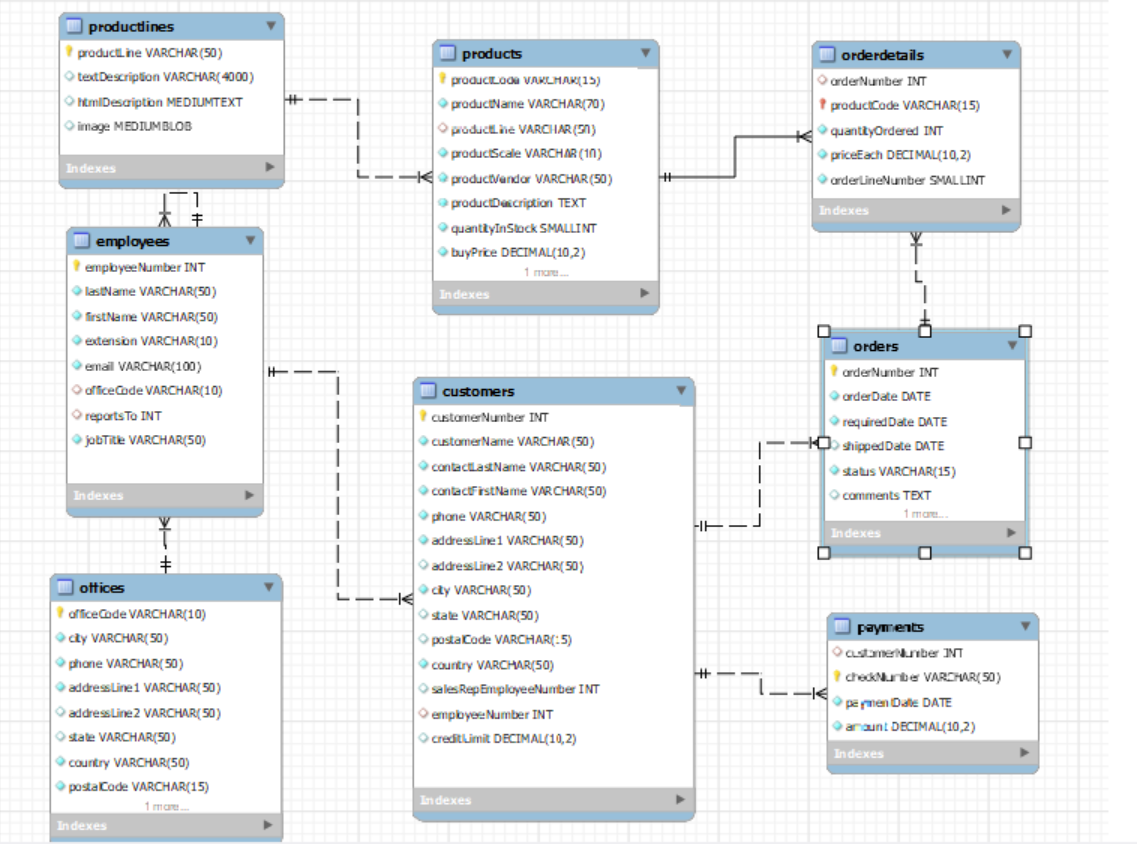 productlines
productLine VARCHAR(50)
textDescription VARCHAR(4000)
htmlDescription MEDIUMTEXT
image MEDIUMBLOB
Indexes
products
productCode VARCHAR(15)
productName VARCHAR(70)
productLine VARCHAR(50)
productScale VARCHAR(10)
productVendor VARCHAR(50)
productDescription TEXT
quantityInStock SMALLINT
buyPrice DECIMAL(10,2)
1 more...
Indexes
orderdetails
orderNumber INT
productCode VARCHAR(15)
quantityOrdered INT
priceEach DECIMAL(10,2)
orderLineNumber SMALLINT
Indexes
employees
employeeNumber INT
lastName VARCHAR(50)
firstName VARCHAR(50)
extension VARCHAR(10)
email VARCHAR(100)
officeCode VARCHAR(10)
reportsTo INT
jobTitle VARCHAR(50)
Indexes
customers
customerNumber INT
customerName VARCHAR(50)
contactLastName VARCHAR(50)
contactFirstName VARCHAR(50)
phone VARCHAR(50)
addressLine1 VARCHAR(50)
addressLine2 VARCHAR(50)
city VARCHAR(50)
state VARCHAR(50)
postalCode VARCHAR(15)
country VARCHAR(50)
salesRepEmployeeNumber INT
employeeNumber INT
creditLimit DECIMAL(10,2)
Indexes
orders
orderNumber INT
orderDate DATE
requiredDate DATE
shippedDate DATE
status VARCHAR(15)
comments TEXT
1 more...
Indexes
offices
officeCode VARCHAR(10)
city VARCHAR(50)
phone VARCHAR(50)
addressLine1 VARCHAR(50)
addressLine2 VARCHAR(50)
state VARCHAR(50)
country VARCHAR(50)
postalCode VARCHAR(15)
1 more...
Indexes
payments
customerNumber INT
checkNumber VARCHAR(50)
paymentDate DATE
amount DECIMAL(10,2)
Indexes